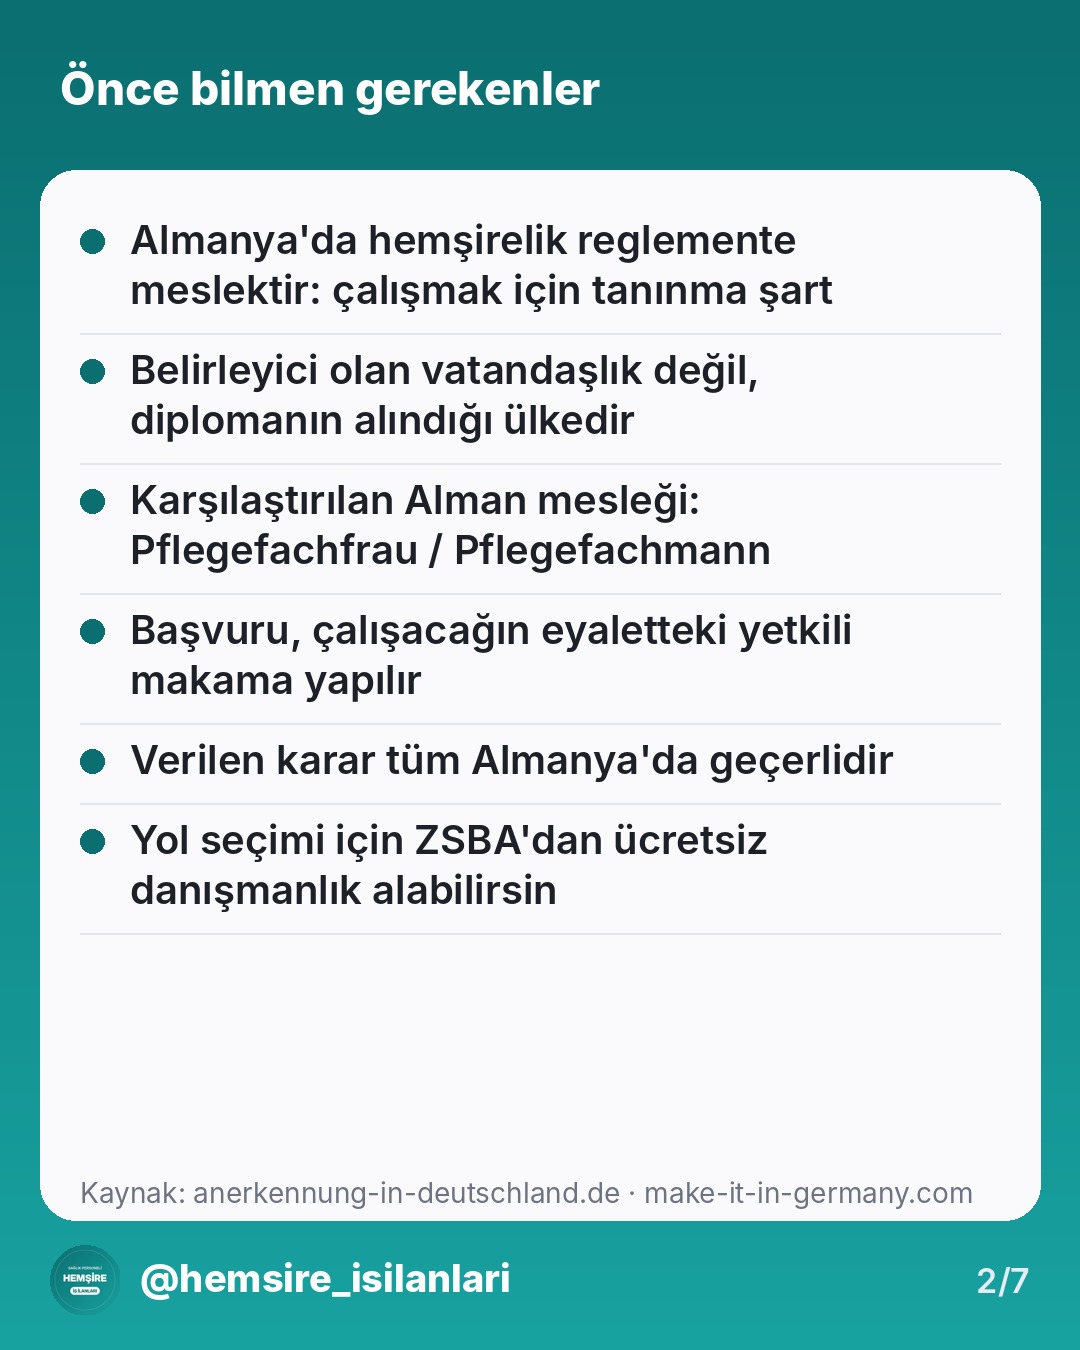 Önce bilmen gerekenler
Almanya'da hemşirelik reglemente
meslektir: çalışmak için tanınma şart
Belirleyici olan vatandaşlık değil,
diplomanın alındığı ülkedir
Karşılaştırılan Alman mesleği:
Pflegefachfrau / Pflegefachmann
Başvuru, çalışacağın eyaletteki yetkili
makama yapılır
Verilen karar tüm Almanya'da geçerlidir
Yol seçimi için ZSBA'dan ücretsiz
danışmanlık alabilirsin
Kaynak: anerkennung-in-deutschland.de · make-it-in-germany.com
SAĞLIK PERSONELİ
HEMŞİRE
İŞ İLANLARI
@hemsire_isilanlari
2/7